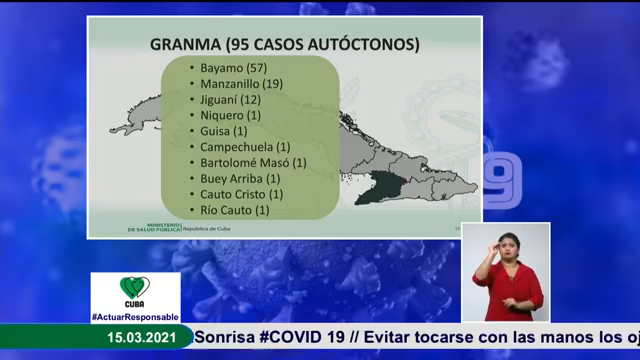 GRANMA (95 CASOS AUTÓCTONOS)
• Bayamo (57)
• Manzanillo (19)
• Jiguaní (12)
• Niquero (1)
• Guisa (1)
• Campechuela (1)
• Bartolomé Masó (1)
• Buey Arriba (1)
• Cauto Cristo (1)
• Río Cauto (1)
MINISTERIO
DE SALUD PÚBLICA
República de Cuba
19
CUBA
#ActuarResponsable
15.03.2021
Sonrisa #COVID 19 // Evitar tocarse con las manos los oj